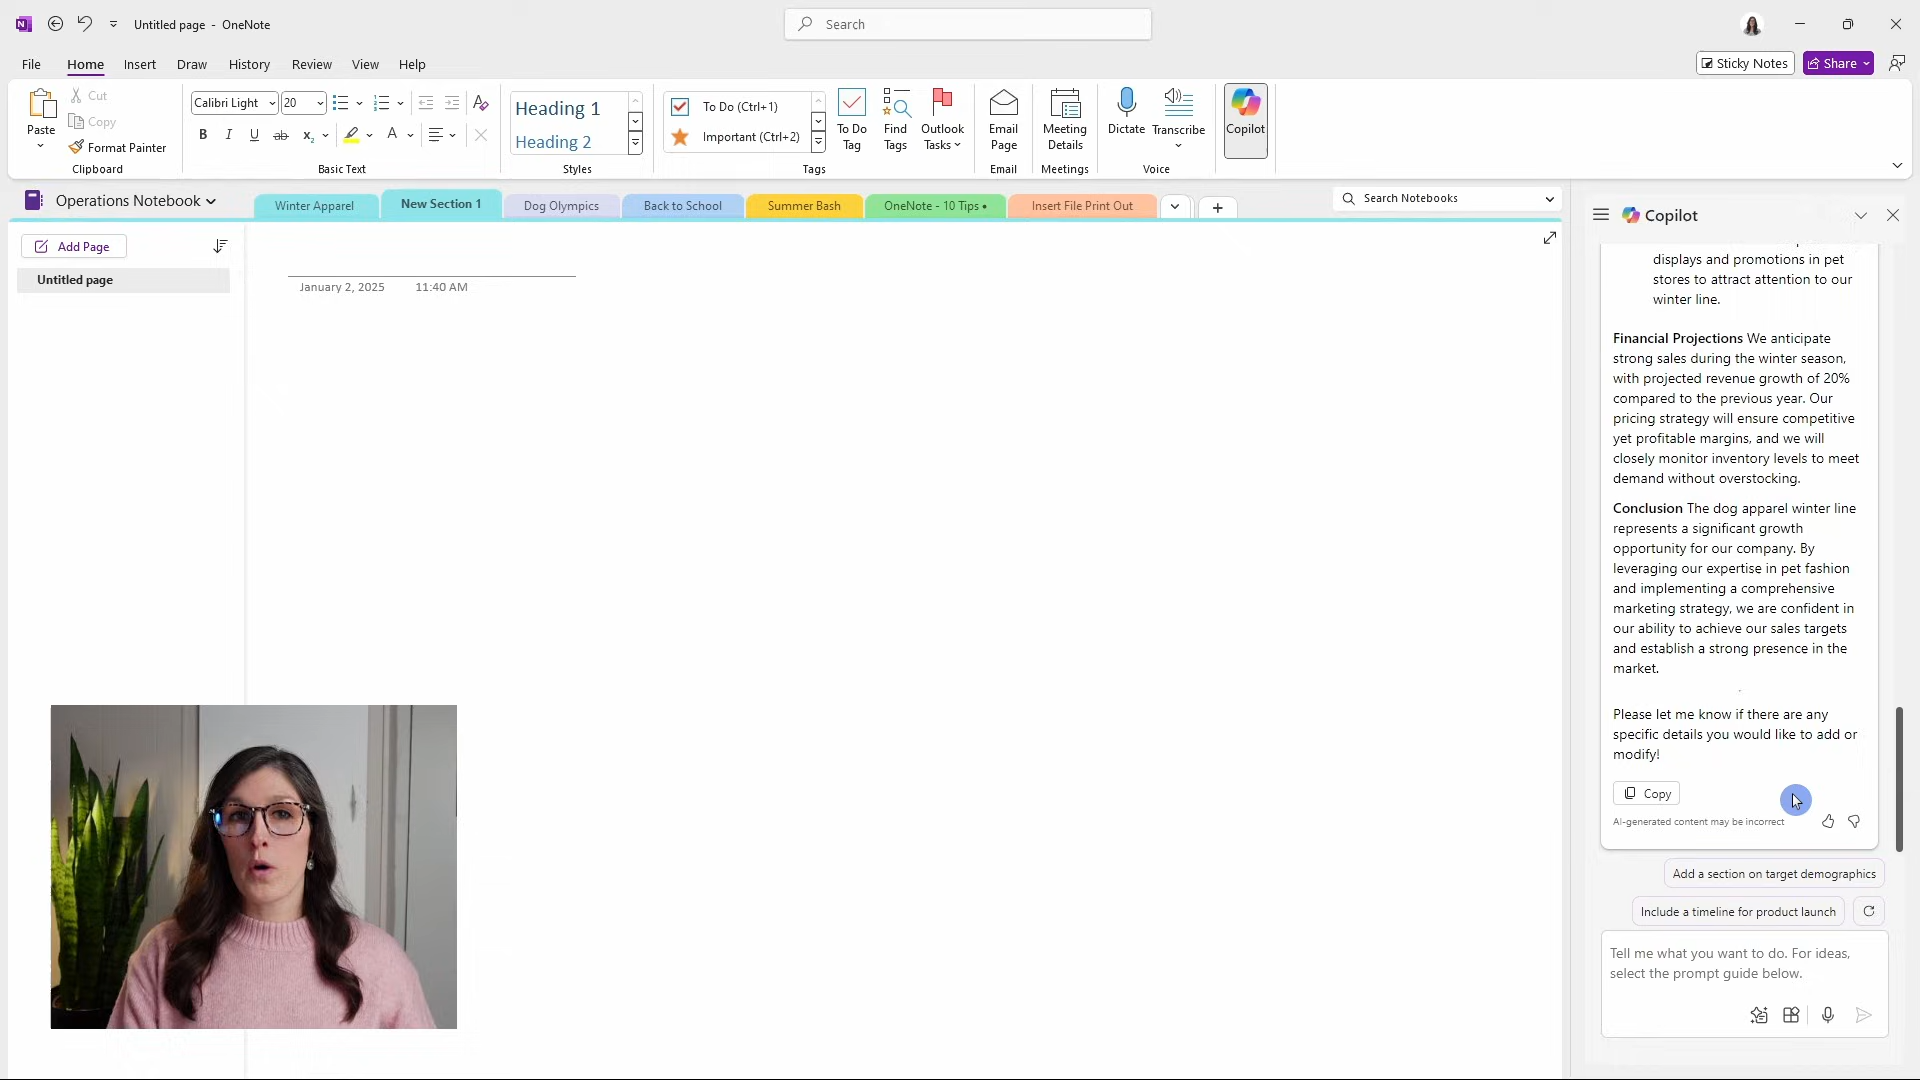 Untitled page - OneNote
Search
File Home Insert Draw History Review View Help
Sticky Notes
Share
Paste
Cut
Copy
Format Painter
Clipboard
Calibri Light
20
B I U ab x₂ A
Basic Text
Heading 1
Heading 2
Styles
To Do (Ctrl+1)
Important (Ctrl+2)
To Do
Tag
Find
Tags
Outlook
Tasks
Tags
Email
Page
Email
Meeting
Details
Meetings
Dictate
Transcribe
Voice
Copilot
Operations Notebook
Winter Apparel
New Section 1
Dog Olympics
Back to School
Summer Bash
OneNote - 10 Tips •
Insert File Print Out
Search Notebooks
Add Page
Untitled page
January 2, 2025 11:40 AM
Copilot
displays and promotions in pet
stores to attract attention to our
winter line.
Financial Projections We anticipate
strong sales during the winter season,
with projected revenue growth of 20%
compared to the previous year. Our
pricing strategy will ensure competitive
yet profitable margins, and we will
closely monitor inventory levels to meet
demand without overstocking.
Conclusion The dog apparel winter line
represents a significant growth
opportunity for our company. By
leveraging our expertise in pet fashion
and implementing a comprehensive
marketing strategy, we are confident in
our ability to achieve our sales targets
and establish a strong presence in the
market.
Please let me know if there are any
specific details you would like to add or
modify!
Copy
AI-generated content may be incorrect
Add a section on target demographics
Include a timeline for product launch
Tell me what you want to do. For ideas,
select the prompt guide below.